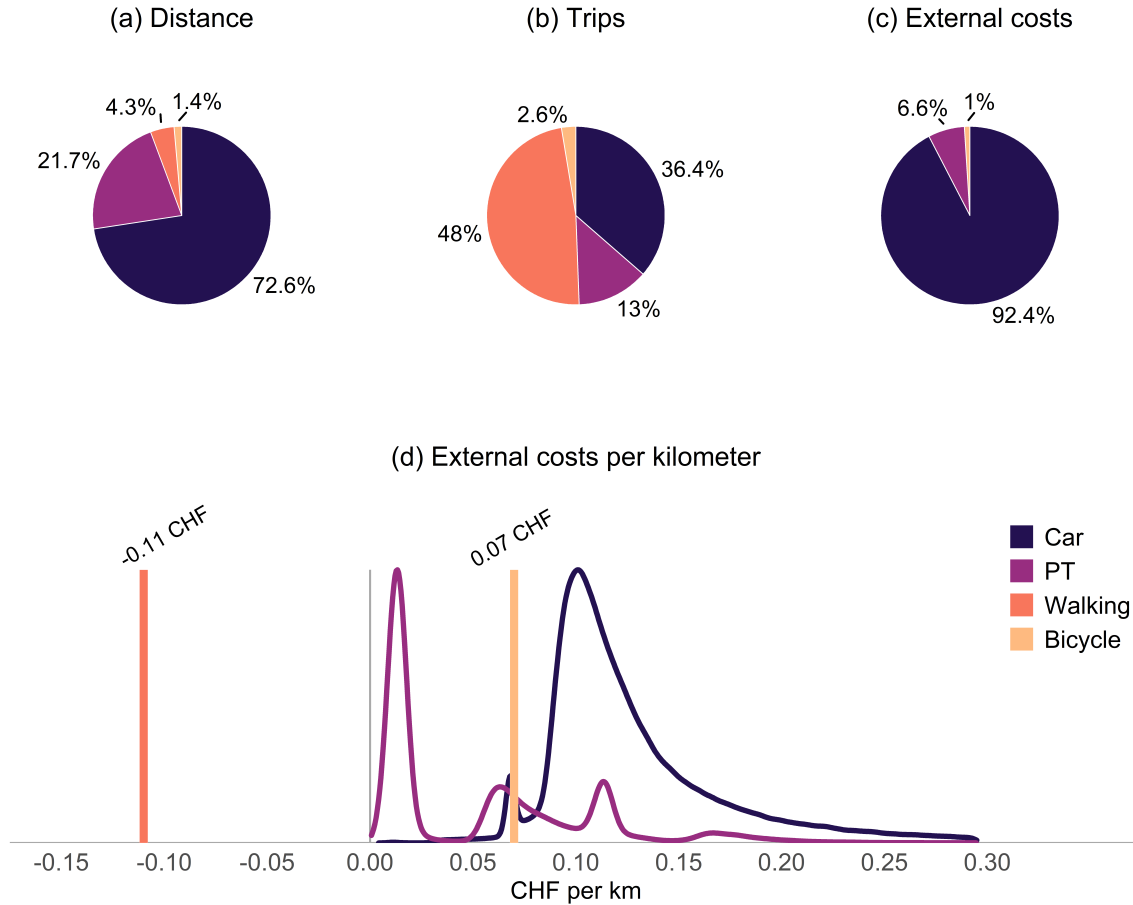 (a) Distance
(b) Trips
(c) External costs
4.3%
1.4%
21.7%
72.6%
2.6%
36.4%
48%
13%
6.6%
1%
92.4%
(d) External costs per kilometer
-0.11 CHF
0.07 CHF
Car
PT
Walking
Bicycle
-0.15 -0.10 -0.05 0.00 0.05 0.10 0.15 0.20 0.25 0.30
CHF per km